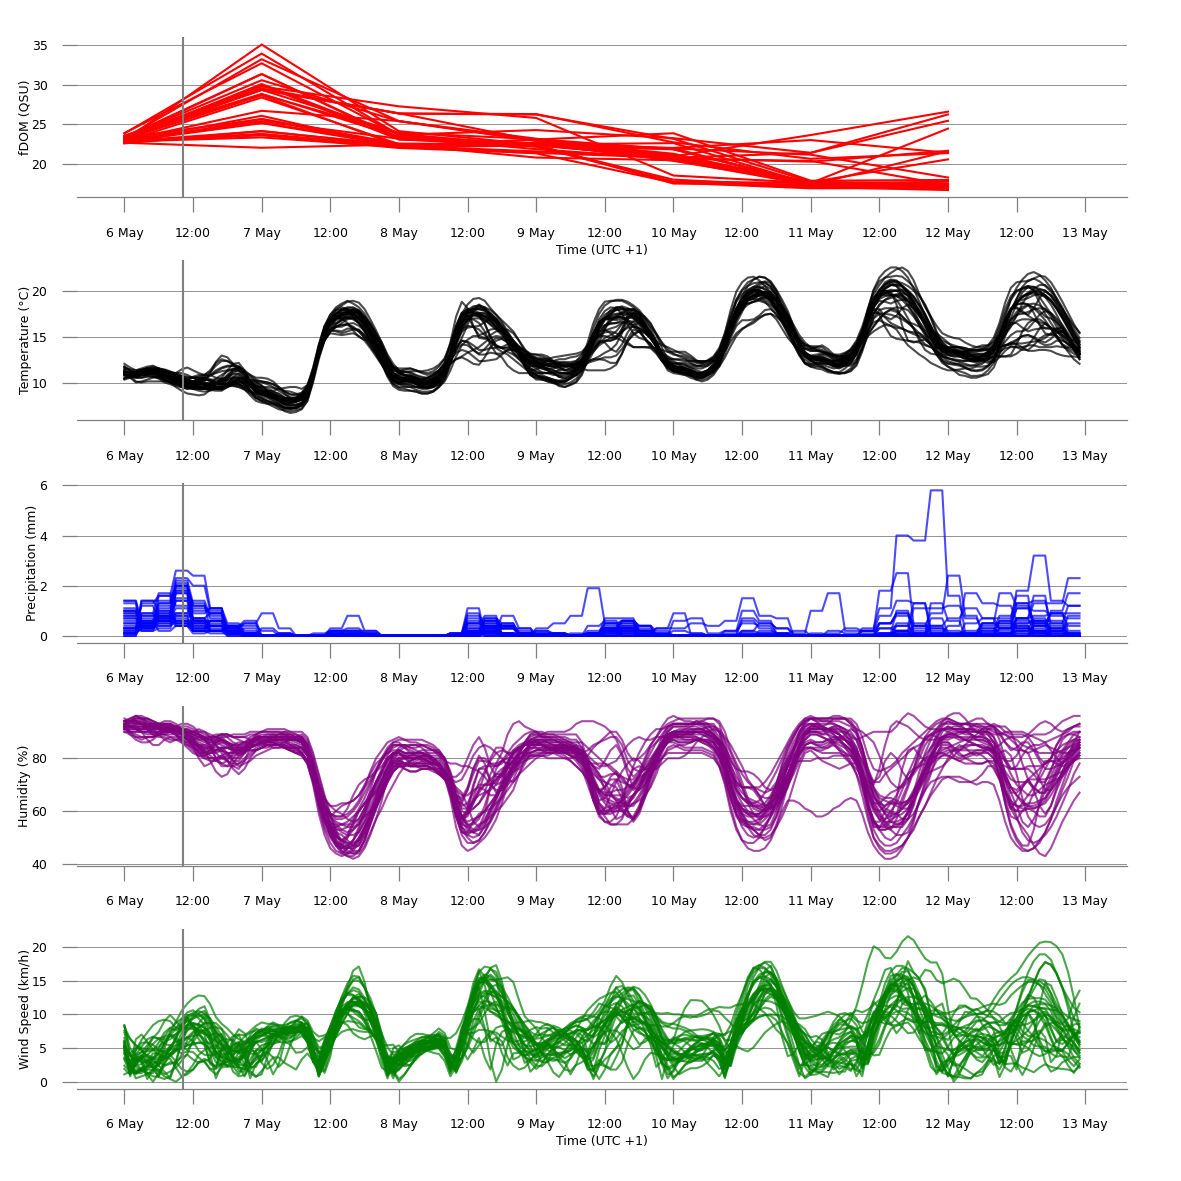 35
30
25
20
fDOM (QSU)
6 May 12:00 7 May 12:00 8 May 12:00 9 May 12:00 10 May 12:00 11 May 12:00 12 May 12:00 13 May
Time (UTC +1)
20
15
10
Temperature (°C)
6 May 12:00 7 May 12:00 8 May 12:00 9 May 12:00 10 May 12:00 11 May 12:00 12 May 12:00 13 May
6
4
2
0
Precipitation (mm)
6 May 12:00 7 May 12:00 8 May 12:00 9 May 12:00 10 May 12:00 11 May 12:00 12 May 12:00 13 May
80
60
40
Humidity (%)
6 May 12:00 7 May 12:00 8 May 12:00 9 May 12:00 10 May 12:00 11 May 12:00 12 May 12:00 13 May
20
15
10
5
0
Wind Speed (km/h)
6 May 12:00 7 May 12:00 8 May 12:00 9 May 12:00 10 May 12:00 11 May 12:00 12 May 12:00 13 May
Time (UTC +1)